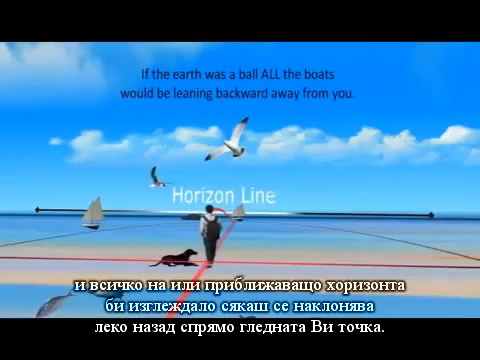 If the earth was a ball ALL the boats
would be leaning backward away from you.
Horizon Line
и всичко на или приближаващо хоризонта
би изглеждало сякаш се наклонява
леко назад спрямо гледната Ви точка.